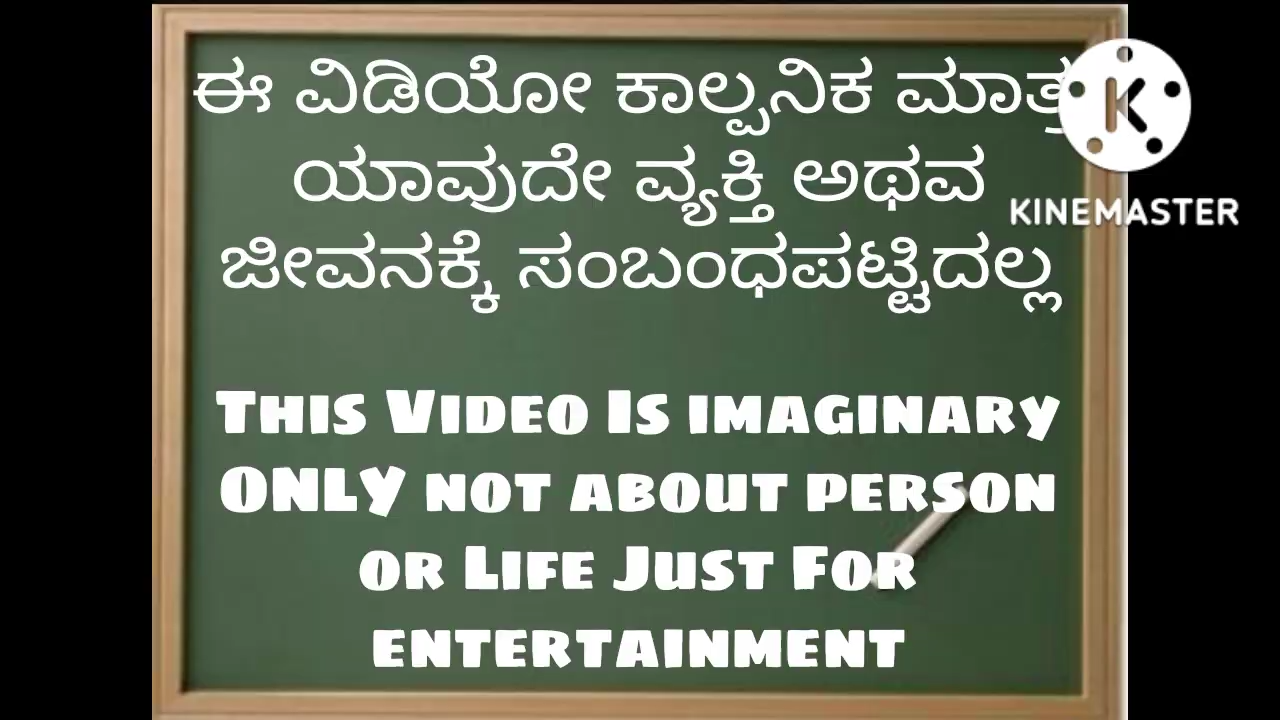 ಈ ವಿಡಿಯೋ ಕಾಲ್ಪನಿಕ ಮಾತ್ರ
ಯಾವುದೇ ವ್ಯಕ್ತಿ ಅಥವ
ಜೀವನಕ್ಕೆ ಸಂಬಂಧಪಟ್ಟಿದಲ್ಲ
KINEMASTER
THIS VIDEO IS IMAGINARY
ONLY NOT ABOUT PERSON
OR LIFE JUST FOR
ENTERTAINMENT